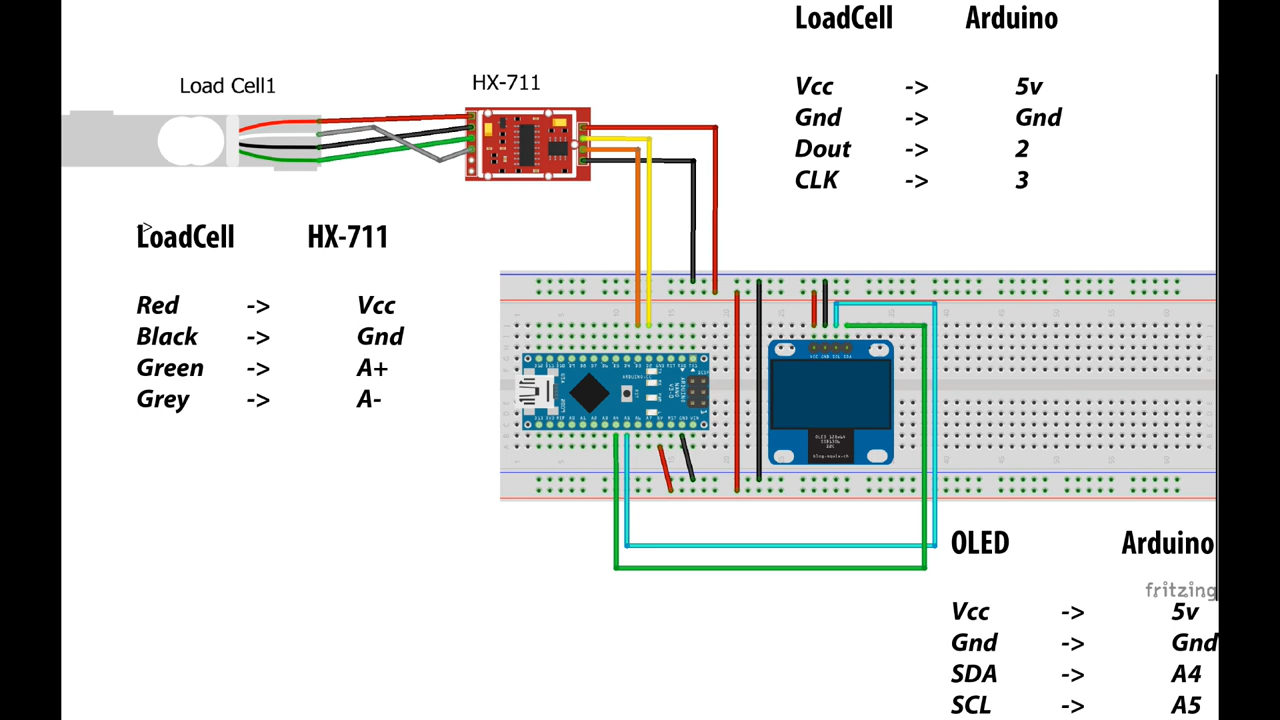 LoadCell Arduino
Vcc -> 5v
Gnd -> Gnd
Dout -> 2
CLK -> 3
Load Cell1
HX-711
LoadCell HX-711
Red -> Vcc
Black -> Gnd
Green -> A+
Grey -> A-
OLED Arduino
fritzing
Vcc -> 5v
Gnd -> Gnd
SDA -> A4
SCL -> A5